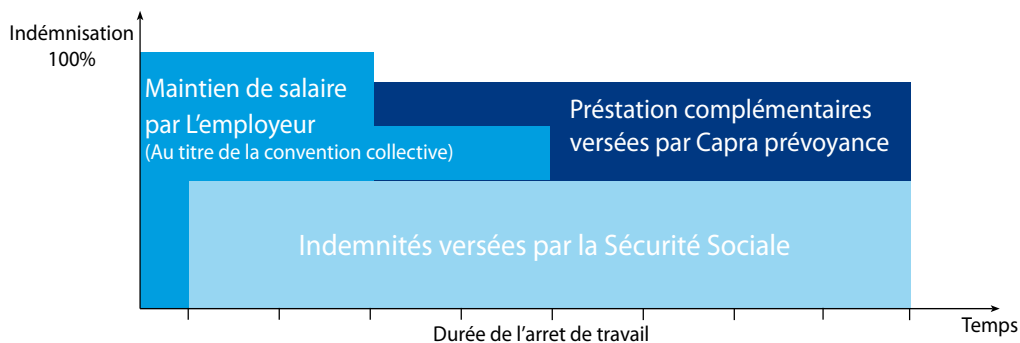 Indémnisation
100%
Maintien de salaire
par L'employeur
(Au titre de la convention collective)
Préstation complémentaires
versées par Capra prévoyance
Indemnités versées par la Sécurité Sociale
Temps
Durée de l'arret de travail